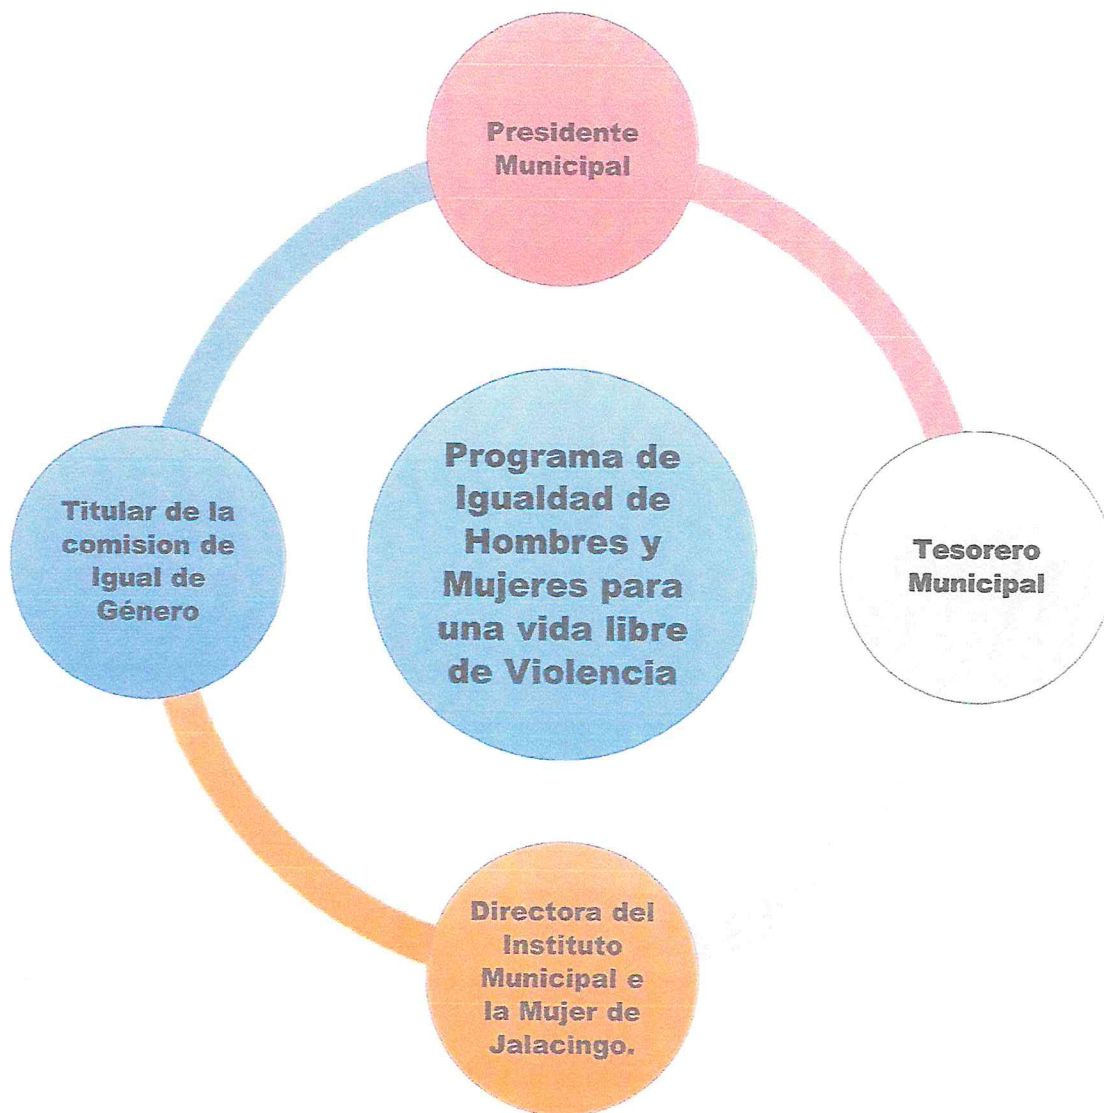 Presidente
Municipal
Titular de la
comision de
Igual de
Género
Programa de
Igualdad de
Hombres y
Mujeres para
una vida libre
de Violencia
Tesorero
Municipal
Directora del
Instituto
Municipal e
la Mujer de
Jalacingo.